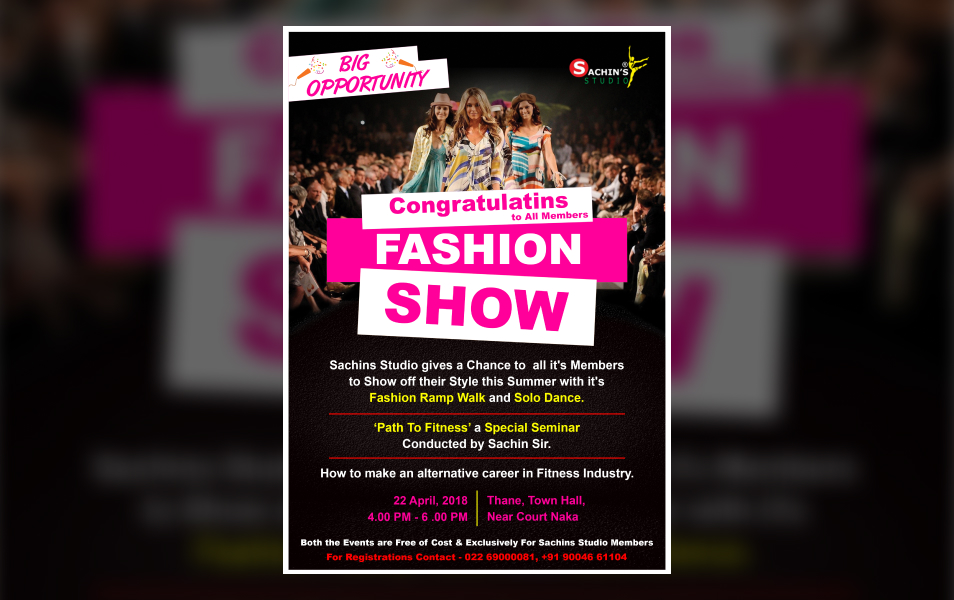 BIG
OPPORTUNITY
SACHIN'S®
STUDIO
Congratulatins
to All Members
FASHION
SHOW
Sachins Studio gives a Chance to all it's Members
to Show off their Style this Summer with it's
Fashion Ramp Walk and Solo Dance.
‘Path To Fitness’ a Special Seminar
Conducted by Sachin Sir.
How to make an alternative career in Fitness Industry.
22 April, 2018
4.00 PM - 6 .00 PM
Thane, Town Hall,
Near Court Naka
Both the Events are Free of Cost & Exclusively For Sachins Studio Members
For Registrations Contact - 022 69000081, +91 90046 61104